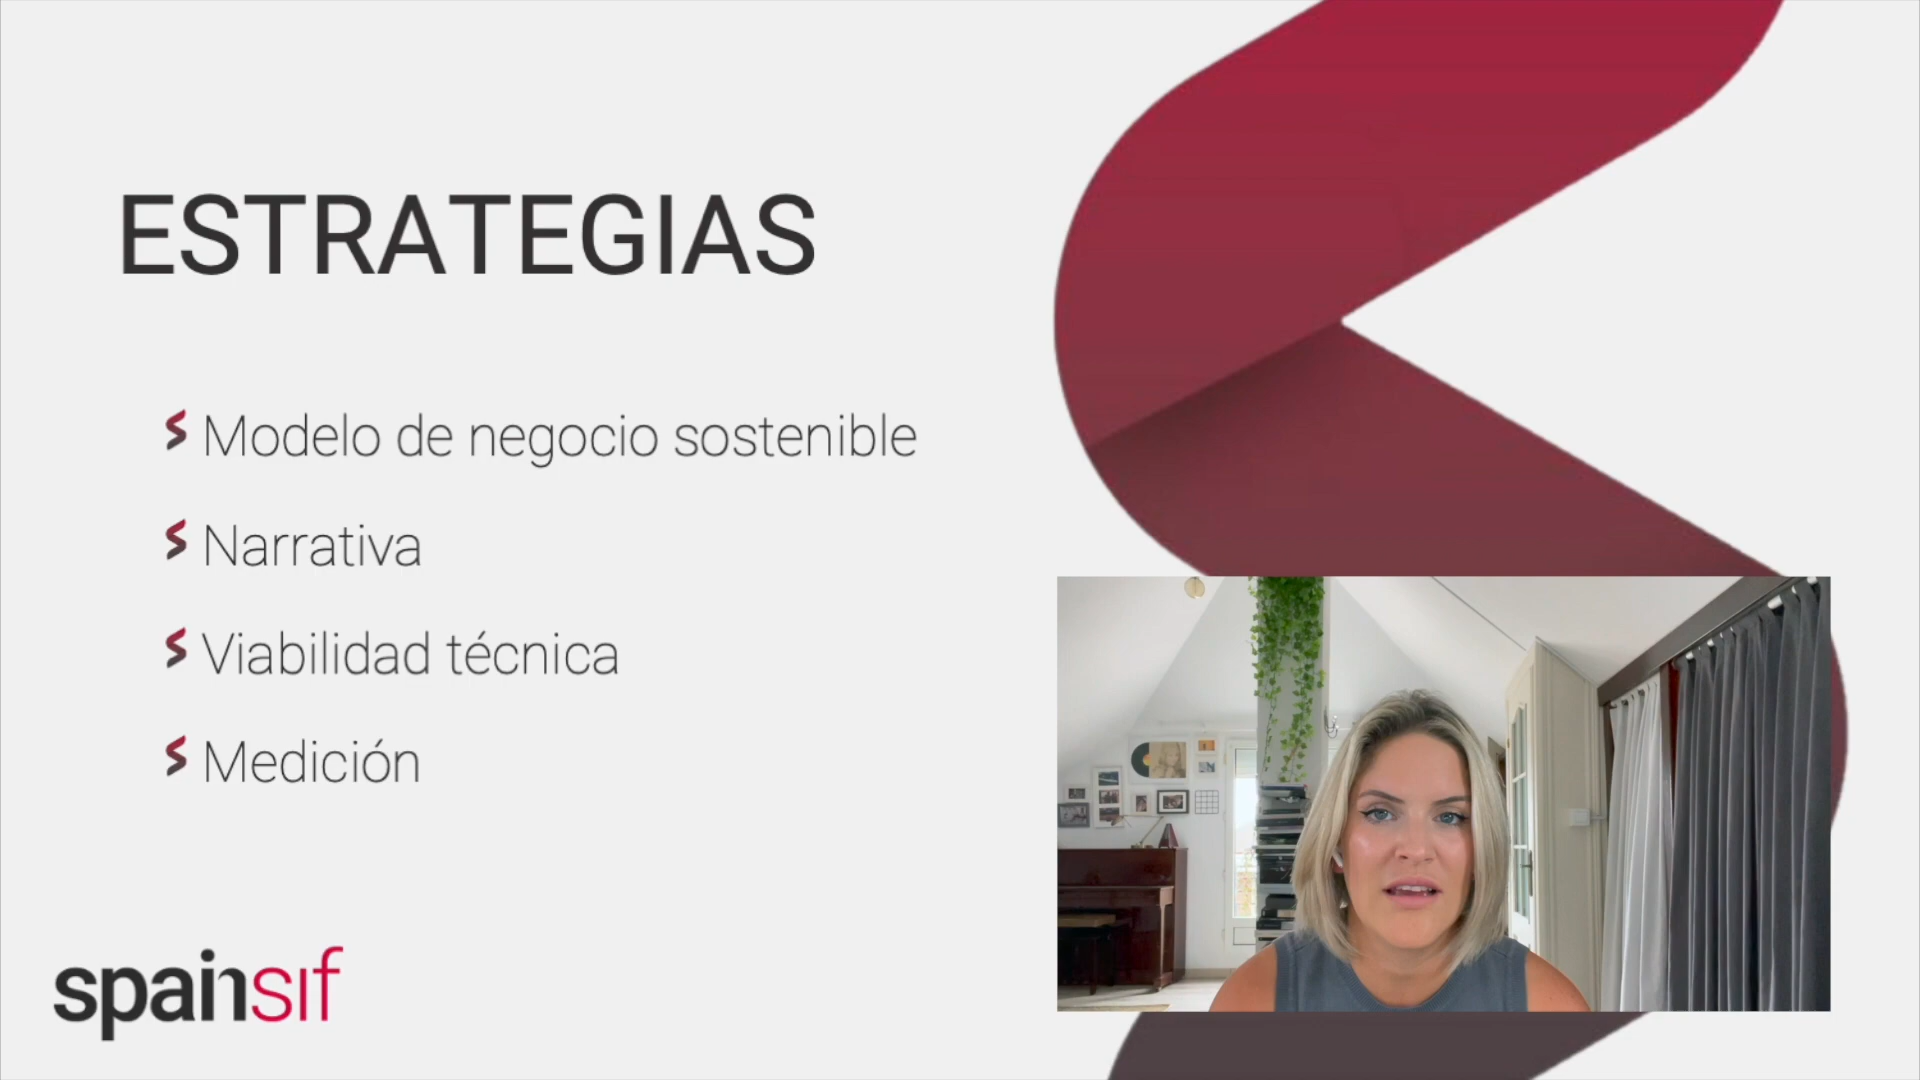 ESTRATEGIAS
Modelo de negocio sostenible
Narrativa
Viabilidad técnica
Medición
spainsif